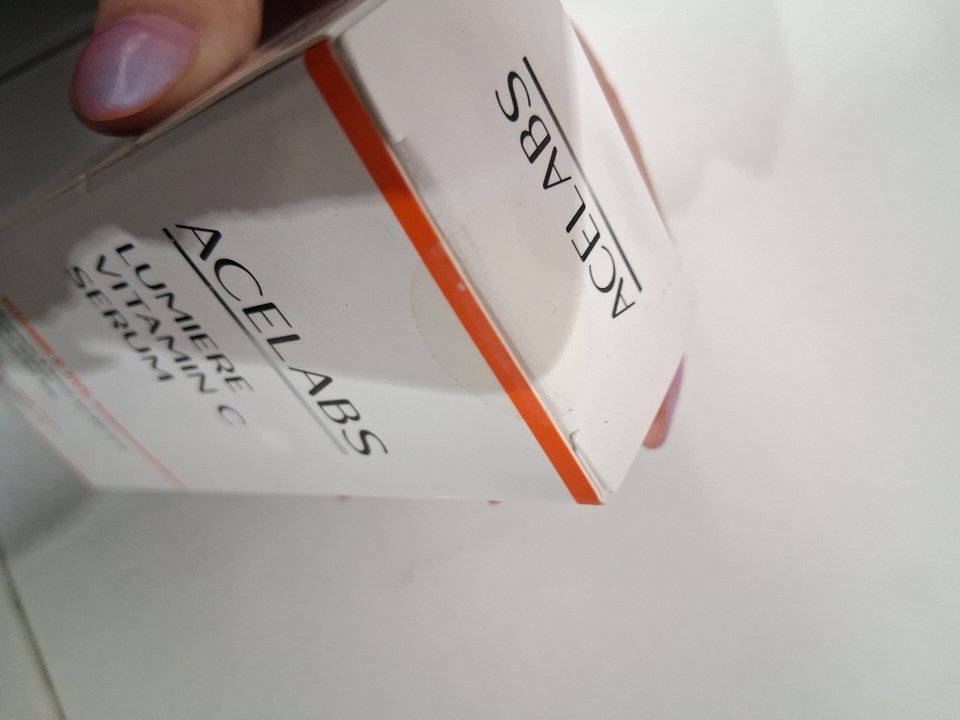 ACELABS
ACELABS
LUMIERE
VITAMIN C
SERUM